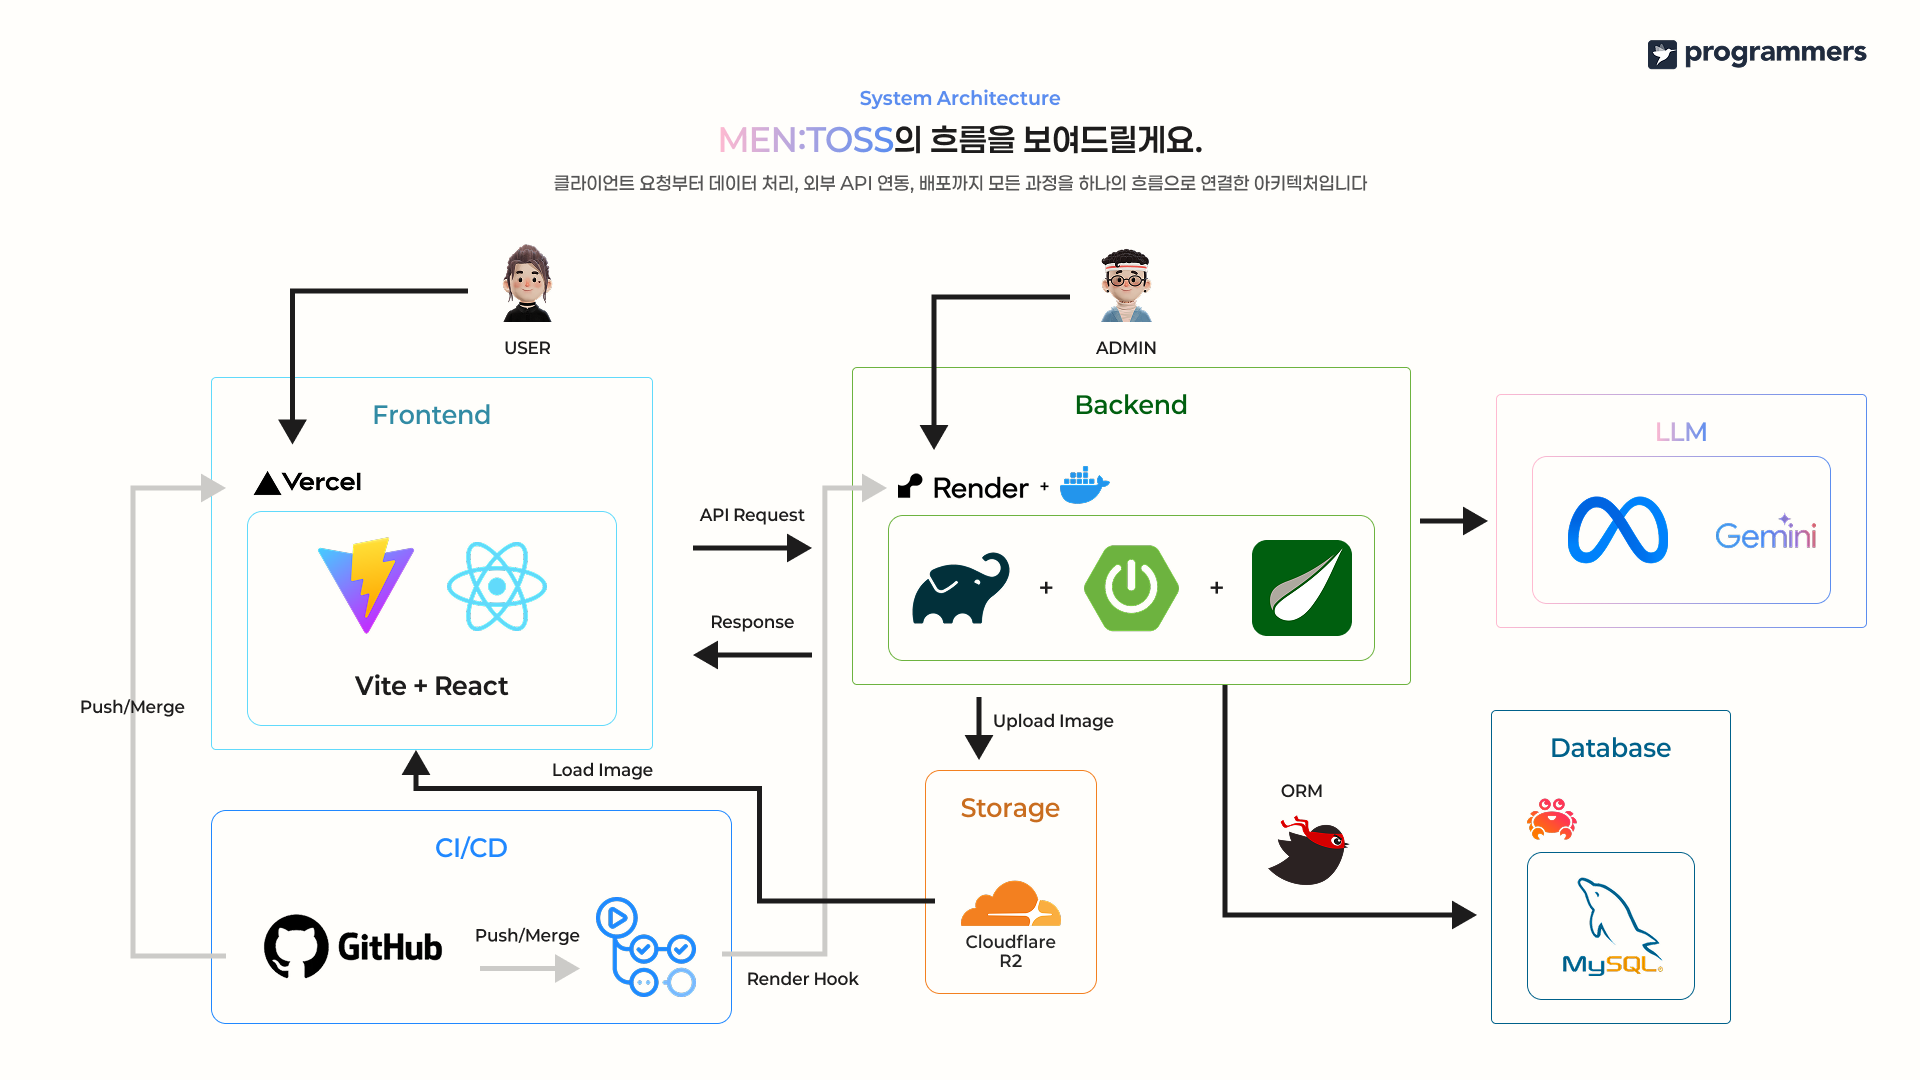 programmers
System Architecture
MEN:TOSS의 흐름을 보여드릴게요.
클라이언트 요청부터 데이터 처리, 외부 API 연동, 배포까지 모든 과정을 하나의 흐름으로 연결한 아키텍처입니다
USER
ADMIN
Frontend
Backend
LLM
Vercel
Render +
Gemini
API Request
+
+
Response
Vite + React
Push/Merge
Upload Image
Database
Load Image
ORM
Storage
CI/CD
GitHub
Push/Merge
Cloudflare
R2
MySQL®
Render Hook